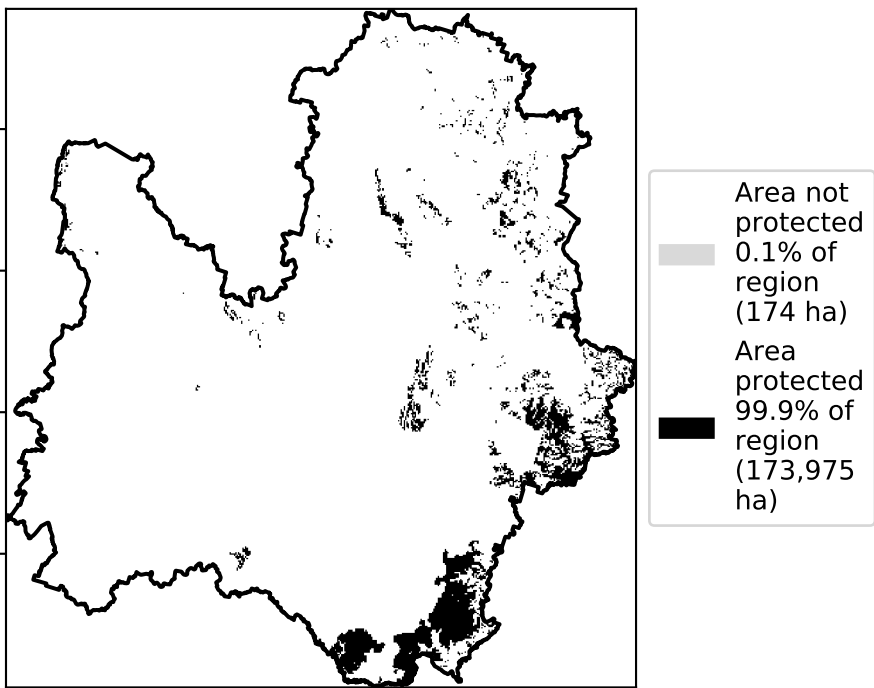 Area not
protected
0.1% of
region
(174 ha)
Area
protected
99.9% of
region
(173,975
ha)